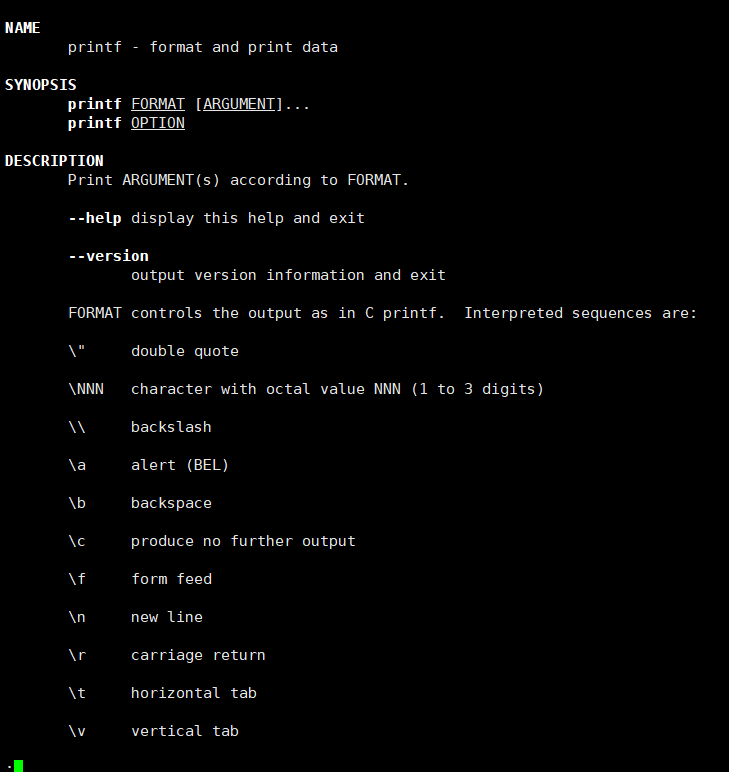 NAME
printf - format and print data
SYNOPSIS
printf FORMAT [ARGUMENT]...
printf OPTION
DESCRIPTION
Print ARGUMENT(s) according to FORMAT.
--help display this help and exit
--version
output version information and exit
FORMAT controls the output as in C printf.  Interpreted sequences are:
\"     double quote
\NNN   character with octal value NNN (1 to 3 digits)
\\     backslash
\a     alert (BEL)
\b     backspace
\c     produce no further output
\f     form feed
\n     new line
\r     carriage return
\t     horizontal tab
\v     vertical tab
.